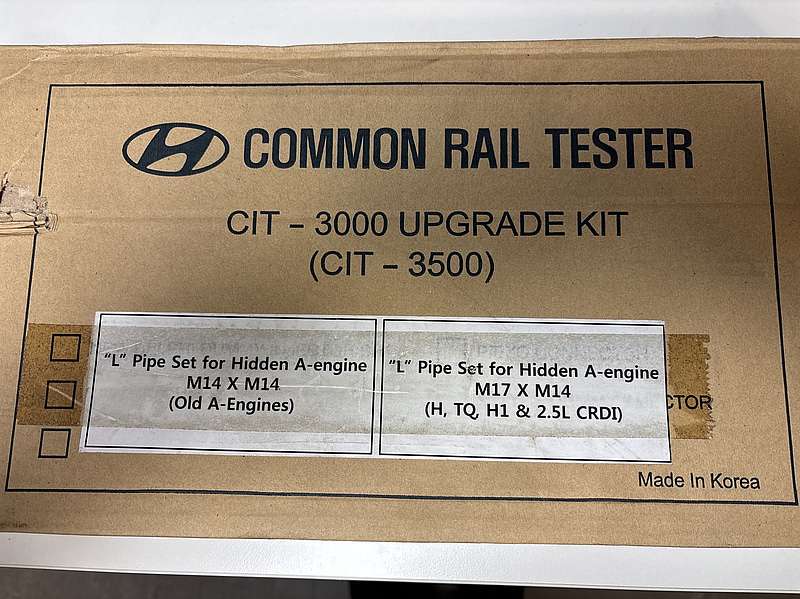 COMMON RAIL TESTER
CIT – 3000 UPGRADE KIT
(CIT – 3500)
“L” Pipe Set for Hidden A-engine
M14 X M14
(Old A-Engines)
“L” Pipe Set for Hidden A-engine
M17 X M14
(H, TQ, H1 & 2.5L CRDI)
CTOR
Made In Korea